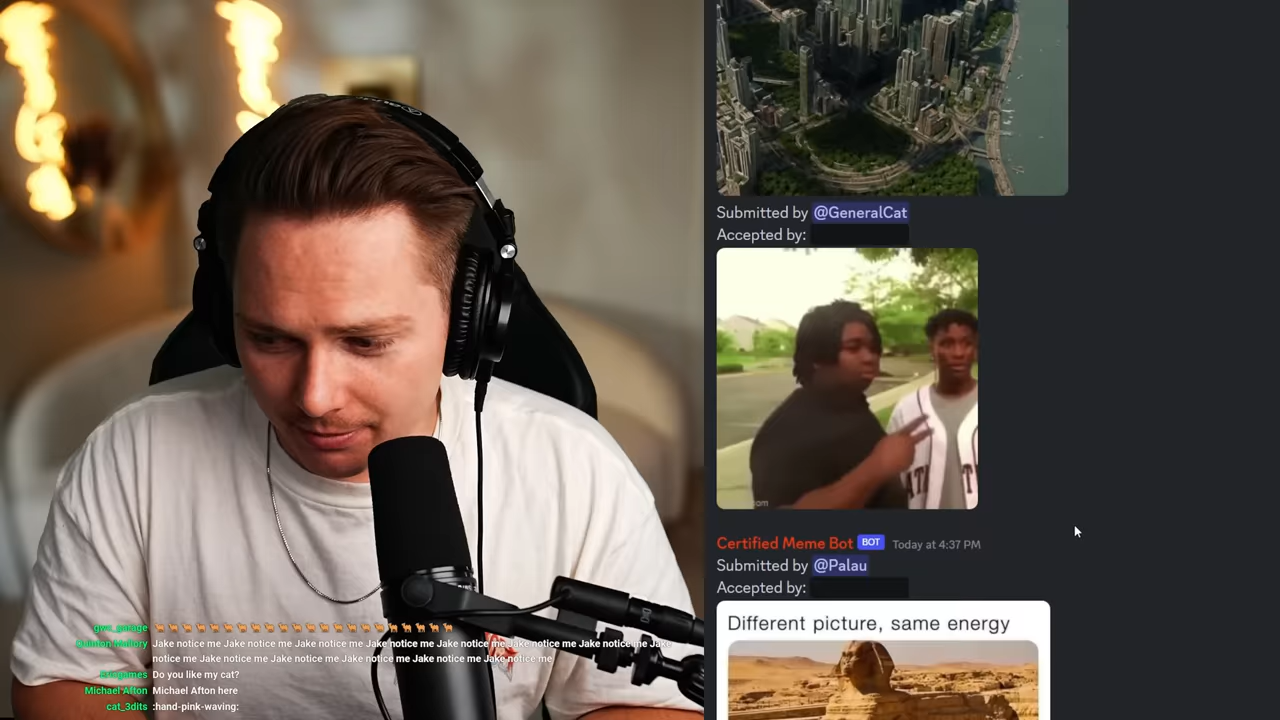 Submitted by @GeneralCat
Accepted by:
Certified Meme Bot BOT Today at 4:37 PM
Submitted by @Palau
Accepted by:
Different picture, same energy
Jake notice me Jake notice me Jake notice me Jake notice me Jake notice me Jake notice me Jake
notice me Jake notice me Jake notice me Jake notice me Jake notice me Jake notice me
Do you like my cat?
Michael Afton Michael Afton here
cat_3dits :hand-pink-waving: